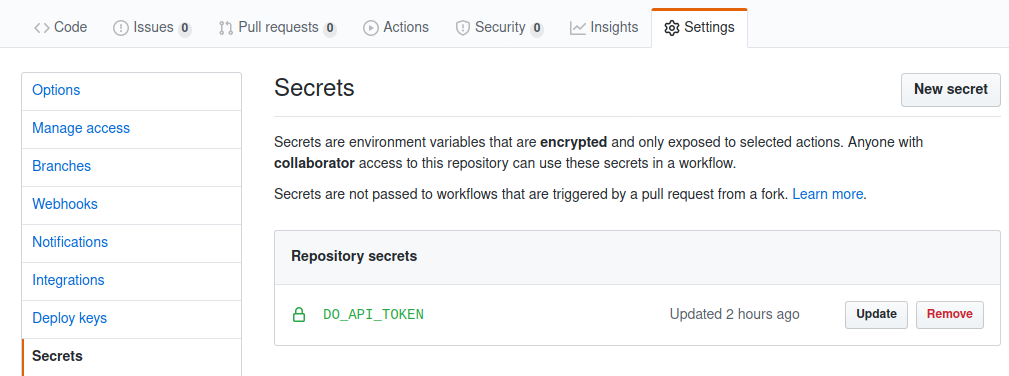 Code Issues 0 Pull requests 0 Actions Security 0 Insights Settings
Options
Manage access
Branches
Webhooks
Notifications
Integrations
Deploy keys
Secrets
Secrets
New secret
Secrets are environment variables that are encrypted and only exposed to selected actions. Anyone with
collaborator access to this repository can use these secrets in a workflow.
Secrets are not passed to workflows that are triggered by a pull request from a fork. Learn more.
Repository secrets
DO_API_TOKEN Updated 2 hours ago Update Remove